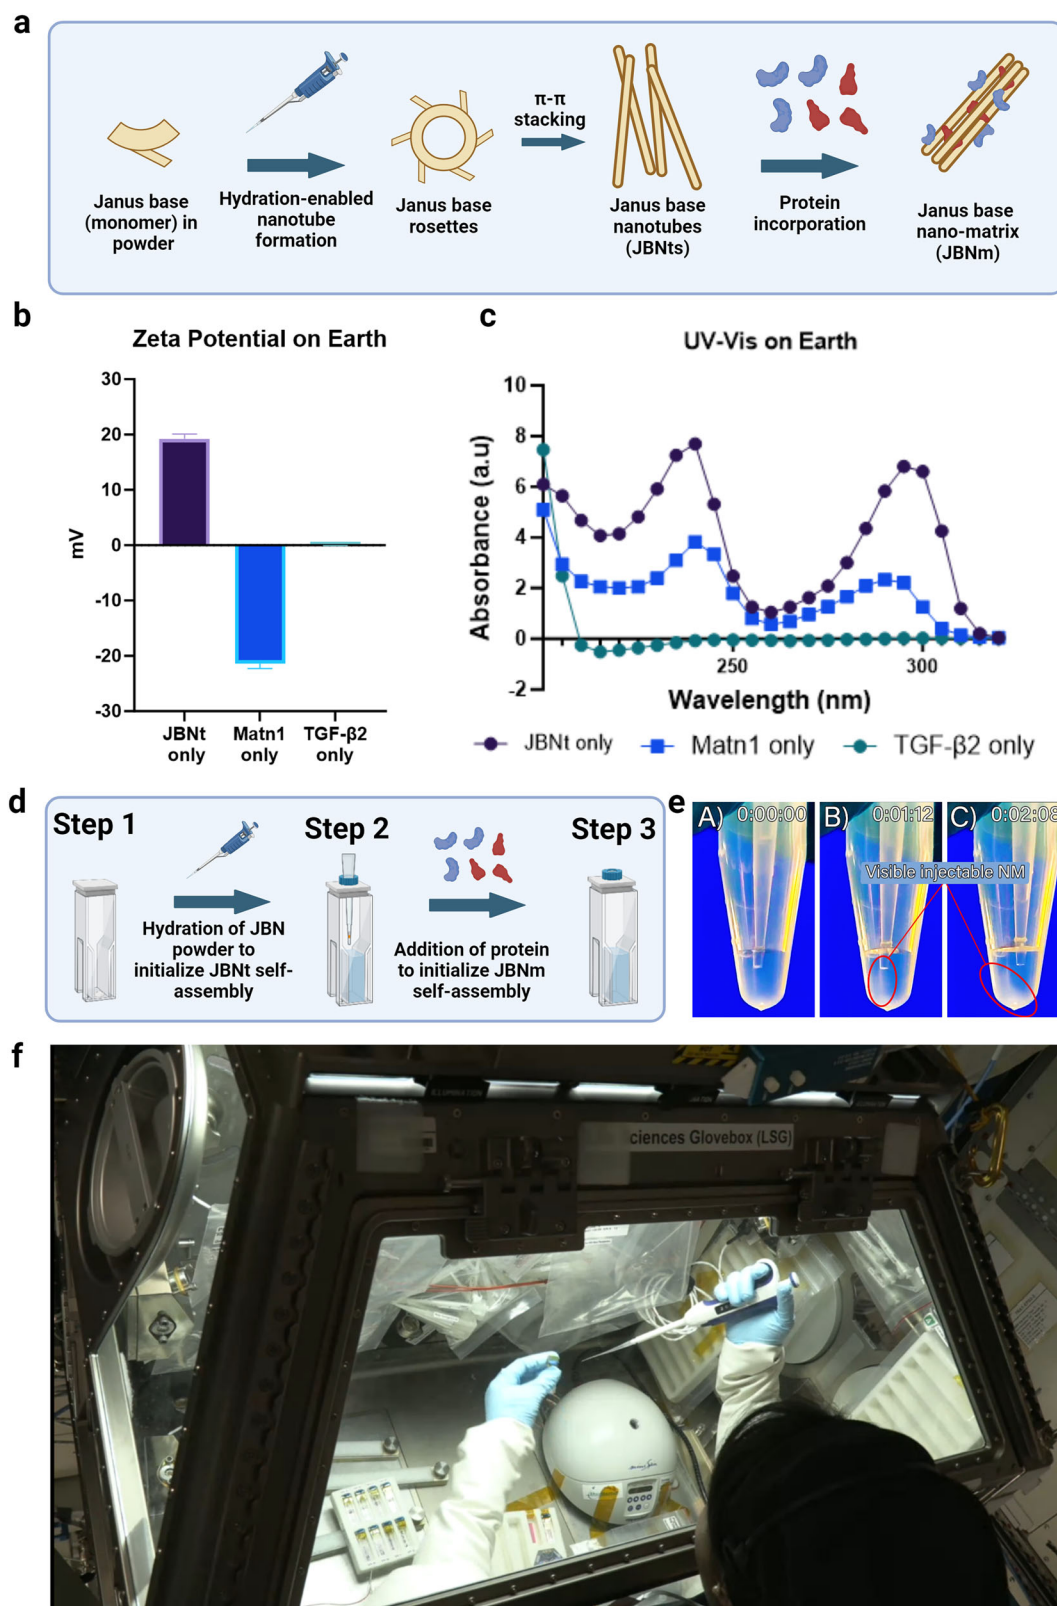 a
Janus base
(monomer) in
powder
Hydration-enabled
nanotube
formation
Janus base
rosettes
π-π
stacking
Janus base
nanotubes
(JBNts)
Protein
incorporation
Janus base
nano-matrix
(JBNm)
b
Zeta Potential on Earth
mV
30
20
10
0
-10
-20
-30
JBNt
only
Matn1
only
TGF-β2
only
c
UV-Vis on Earth
Absorbance (a.u)
10
8
6
4
2
0
-2
250
300
Wavelength (nm)
JBNt only
Matn1 only
TGF-β2 only
d
Step 1
Hydration of JBN
powder to
initialize JBNt self-
assembly
Step 2
Addition of protein
to initialize JBNm
self-assembly
Step 3
e
A) 0:00:00
B) 0:01:12
C) 0:02:08
Visible injectable NM
f
ciences Glovebox (LSG)